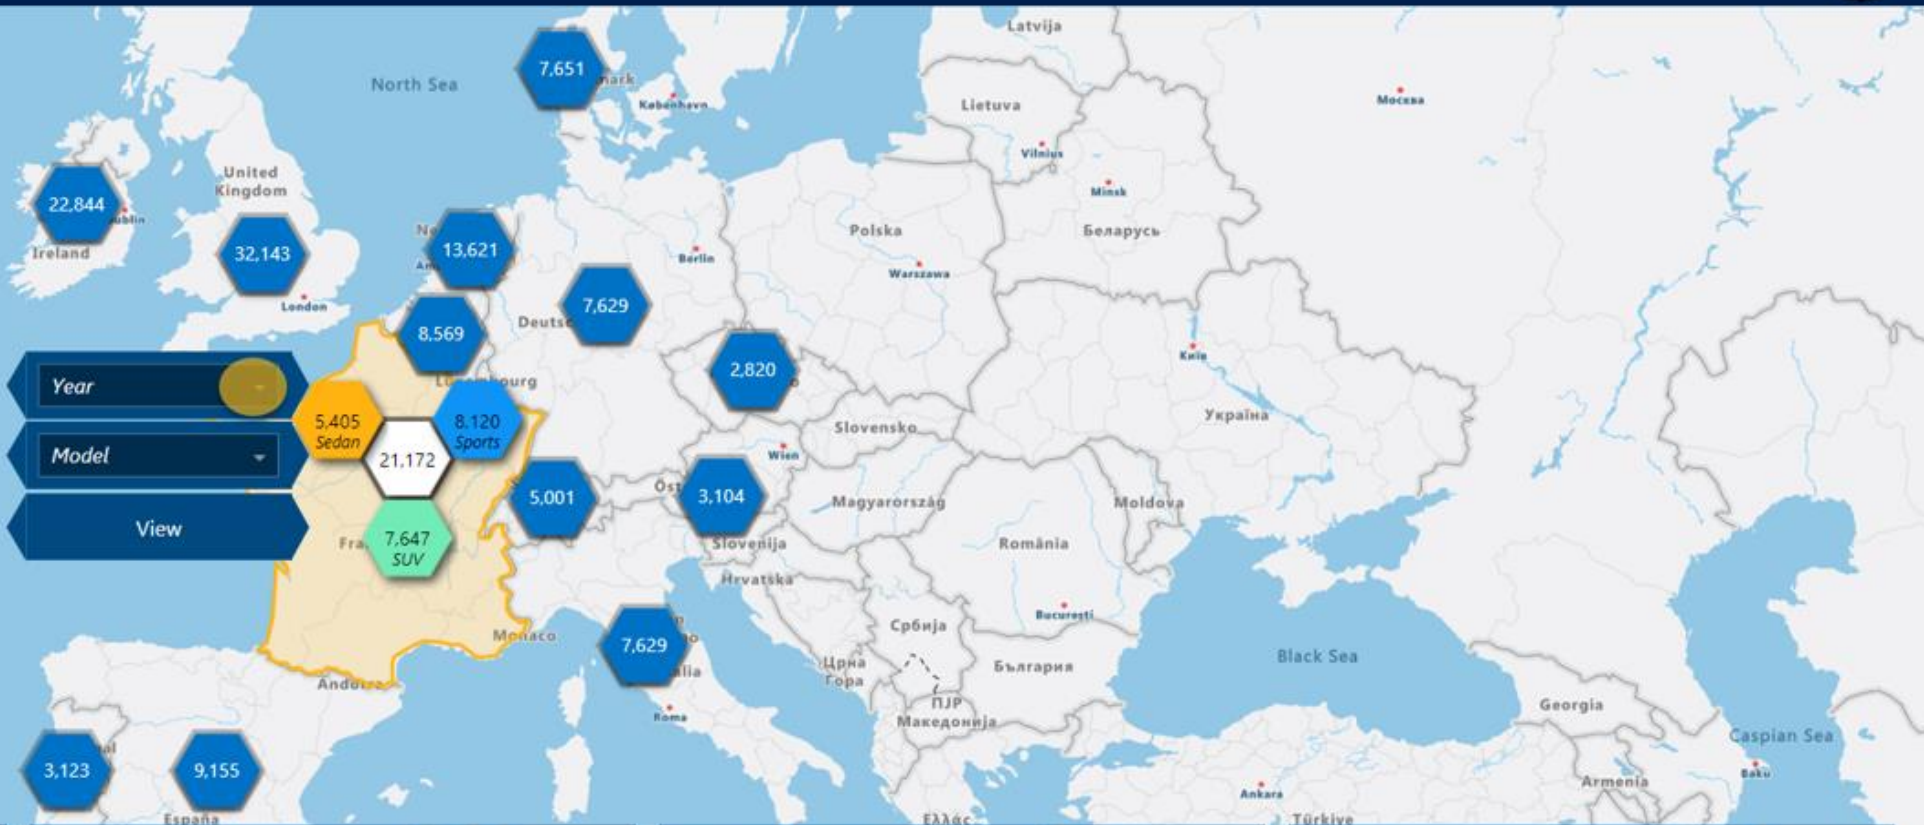 Latvija
North Sea
7,651
København
Lietuva
Москва
Vilnius
Minsk
United
Kingdom
22,844
Ireland
32,143
London
13,621
Berlin
Polska
Warszawa
Беларусь
7,629
8,569
2,820
Київ
Україна
Year
Model
View
5,405
Sedan
8,120
Sports
21,172
7,647
SUV
5,001
3,104
Wien
Slovensko
Magyarország
Moldova
Slovenija
Hrvatska
România
București
Србија
Црна
Гора
България
ПЈР
Македонија
Monaco
7,629
Roma
Black Sea
Georgia
Caspian Sea
Baku
Armenia
Ankara
Türkiye
Ελλάς
3,123
9,155
España